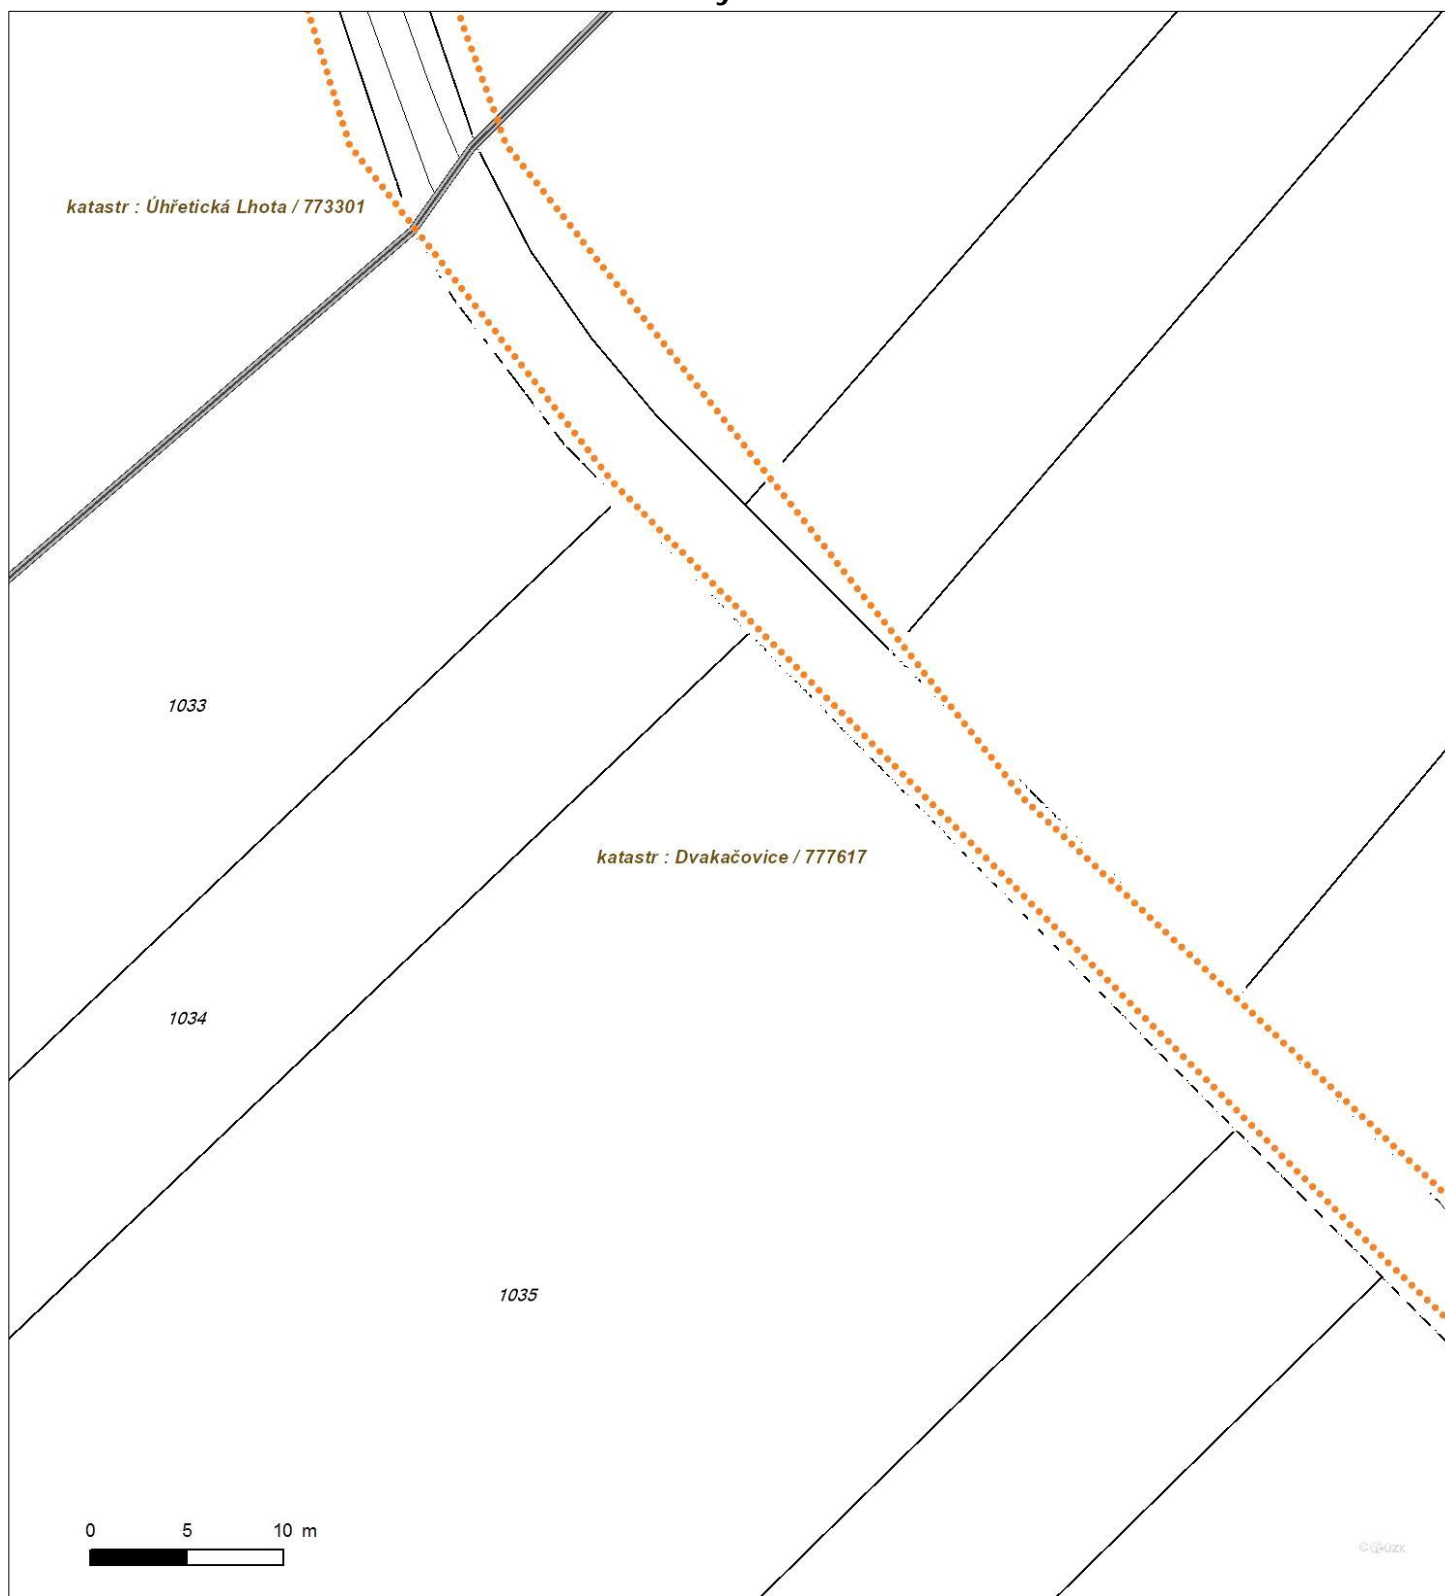 katastr : Úhřetická Lhota / 773301
1033
katastr : Dvakačovice / 777617
1034
1035
0 5 10 m